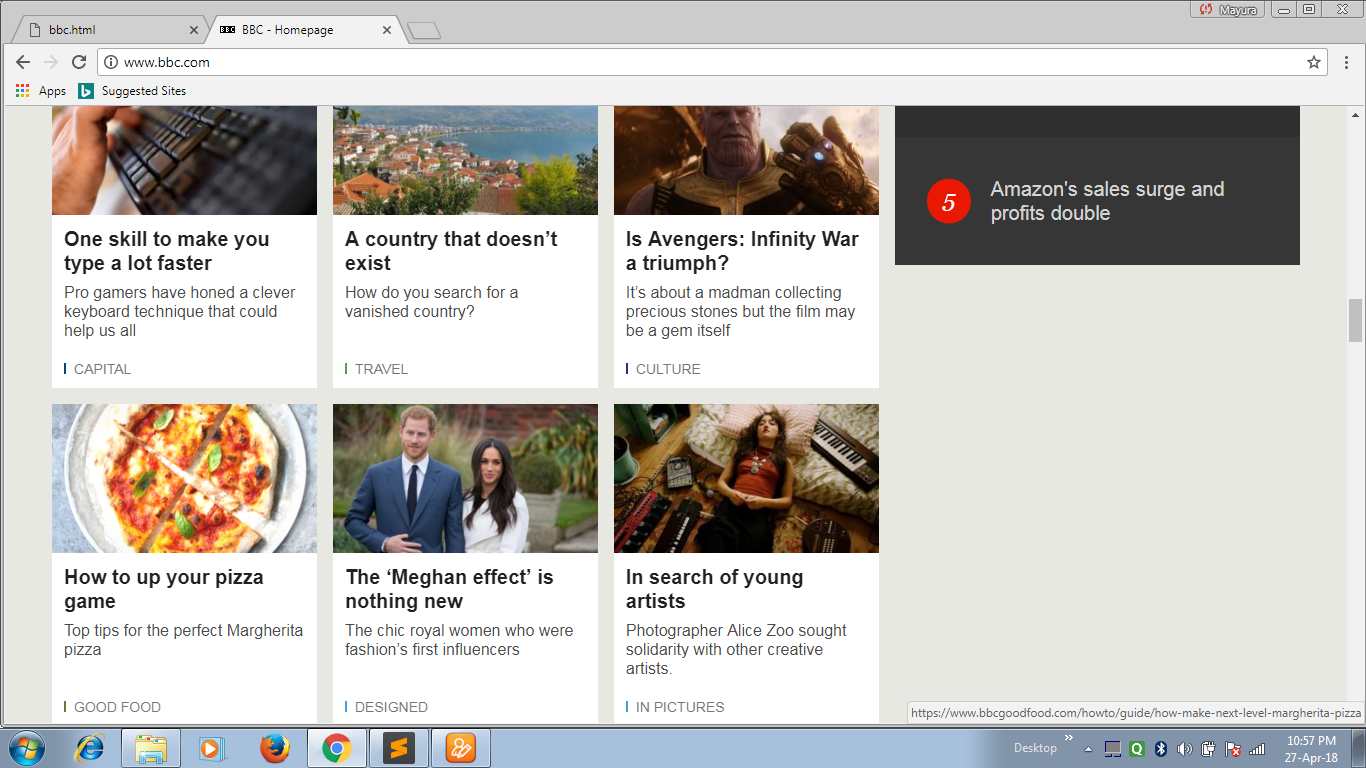 Mayura
bbc.html
BBC - Homepage
www.bbc.com
Apps
Suggested Sites
One skill to make you
type a lot faster
Pro gamers have honed a clever
keyboard technique that could
help us all
CAPITAL
A country that doesn’t
exist
How do you search for a
vanished country?
TRAVEL
Is Avengers: Infinity War
a triumph?
It’s about a madman collecting
precious stones but the film may
be a gem itself
CULTURE
5
Amazon's sales surge and
profits double
How to up your pizza
game
Top tips for the perfect Margherita
pizza
GOOD FOOD
The ‘Meghan effect’ is
nothing new
The chic royal women who were
fashion’s first influencers
DESIGNED
In search of young
artists
Photographer Alice Zoo sought
solidarity with other creative
artists.
IN PICTURES
https://www.bbcgoodfood.com/howto/guide/how-make-next-level-margherita-pizza
Desktop
10:57 PM
27-Apr-18